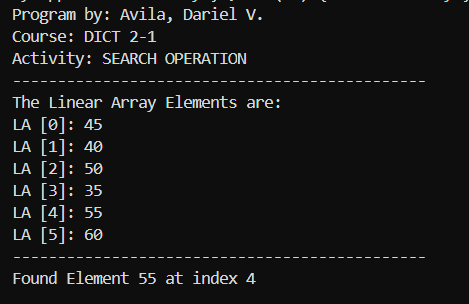 Program by: Avila, Dariel V.
Course: DICT 2-1
Activity: SEARCH OPERATION
----------------------------------------------
The Linear Array Elements are:
LA [0]: 45
LA [1]: 40
LA [2]: 50
LA [3]: 35
LA [4]: 55
LA [5]: 60
----------------------------------------------
Found Element 55 at index 4